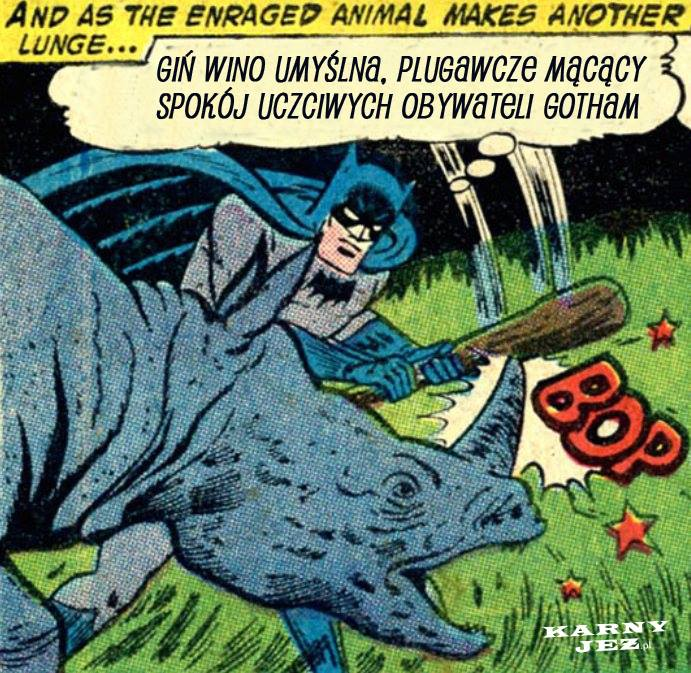 AND AS THE ENRAGED ANIMAL MAKES ANOTHER
LUNGE...
GIŃ WINO UMYŚLNA, PLUGAWCZE MĄCĄCY
SPOKÓJ UCZCIWYCH OBYWATELI GOTHAM
BOP
KARNY
JEŻ.pl